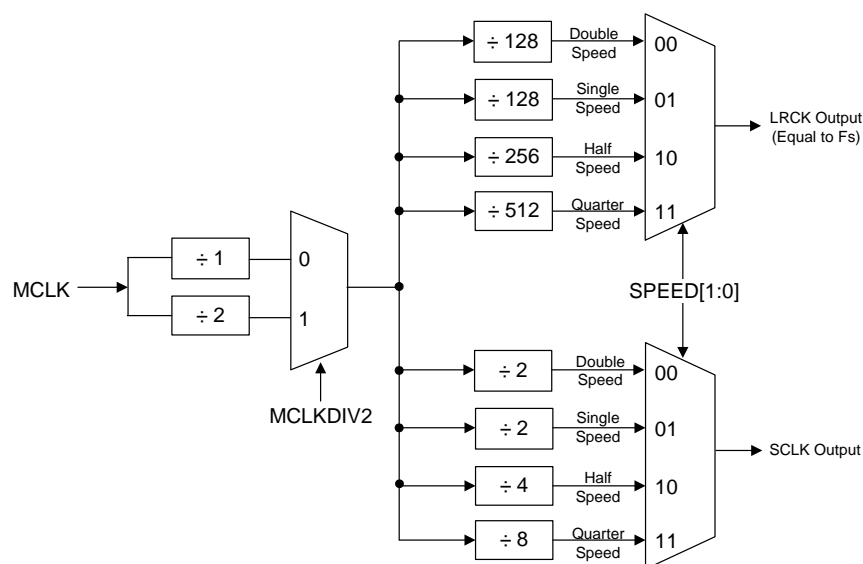 ÷ 128
Double
Speed
00
÷ 128
Single
Speed
01
÷ 256
Half
Speed
10
÷ 512
Quarter
Speed
11
LRCK Output
(Equal to Fs)
MCLK
÷ 1
0
÷ 2
1
MCLKDIV2
SPEED[1:0]
÷ 2
Double
Speed
00
÷ 2
Single
Speed
01
÷ 4
Half
Speed
10
÷ 8
Quarter
Speed
11
SCLK Output